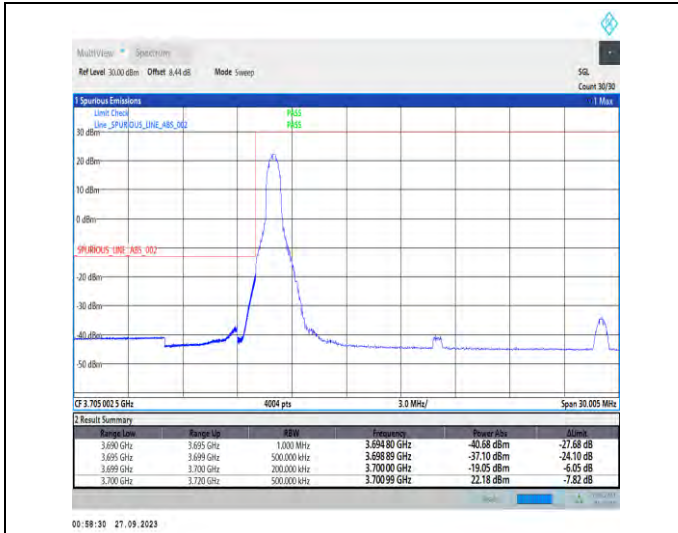 MultiView Spectrum
Ref Level 30.00 dBm Offset 8.44 dB Mode Sweep SGL
Count 30/30
1 Spurious Emissions 1 Max
Limit Check PASS
Line _SPURIOUS_LINE_ABS_002 PASS
30 dBm
20 dBm
10 dBm
0 dBm
SPURIOUS_LINE_ABS_002
-20 dBm
-30 dBm
-40 dBm
-50 dBm
CF 3.705 002 5 GHz 4004 pts 3.0 MHz/ Span 30.005 MHz
2 Result Summary
Range Low Range Up RBW Frequency Power Abs ΔLimit
3.690 GHz 3.695 GHz 1.000 MHz 3.694 80 GHz -40.68 dBm -27.68 dB
3.695 GHz 3.699 GHz 500.000 kHz 3.698 89 GHz -37.10 dBm -24.10 dB
3.699 GHz 3.700 GHz 200.000 kHz 3.700 00 GHz -19.05 dBm -6.05 dB
3.700 GHz 3.720 GHz 500.000 kHz 3.700 99 GHz 22.18 dBm -7.82 dB
00:58:30 27.09.2023